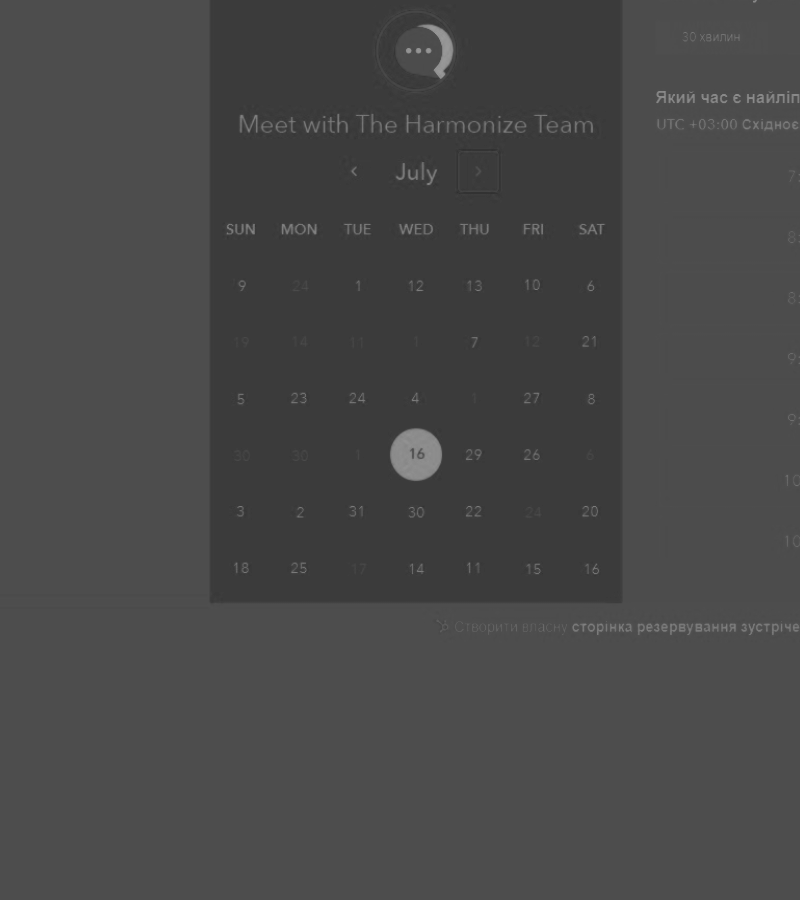 30 хвилин
Який час є найліп
UTC +03:00 Східноє
Meet with The Harmonize Team
July
SUN MON TUE WED THU FRI SAT
9 24 1 12 13 10 6
19 14 11 1 7 12 21
5 23 24 4 1 27 8
30 30 1 16 29 26 6
3 2 31 30 22 24 20
18 25 17 14 11 15 16
7:
8:
8:
9:
9:
10
10
Створити власну сторінка резервування зустріче